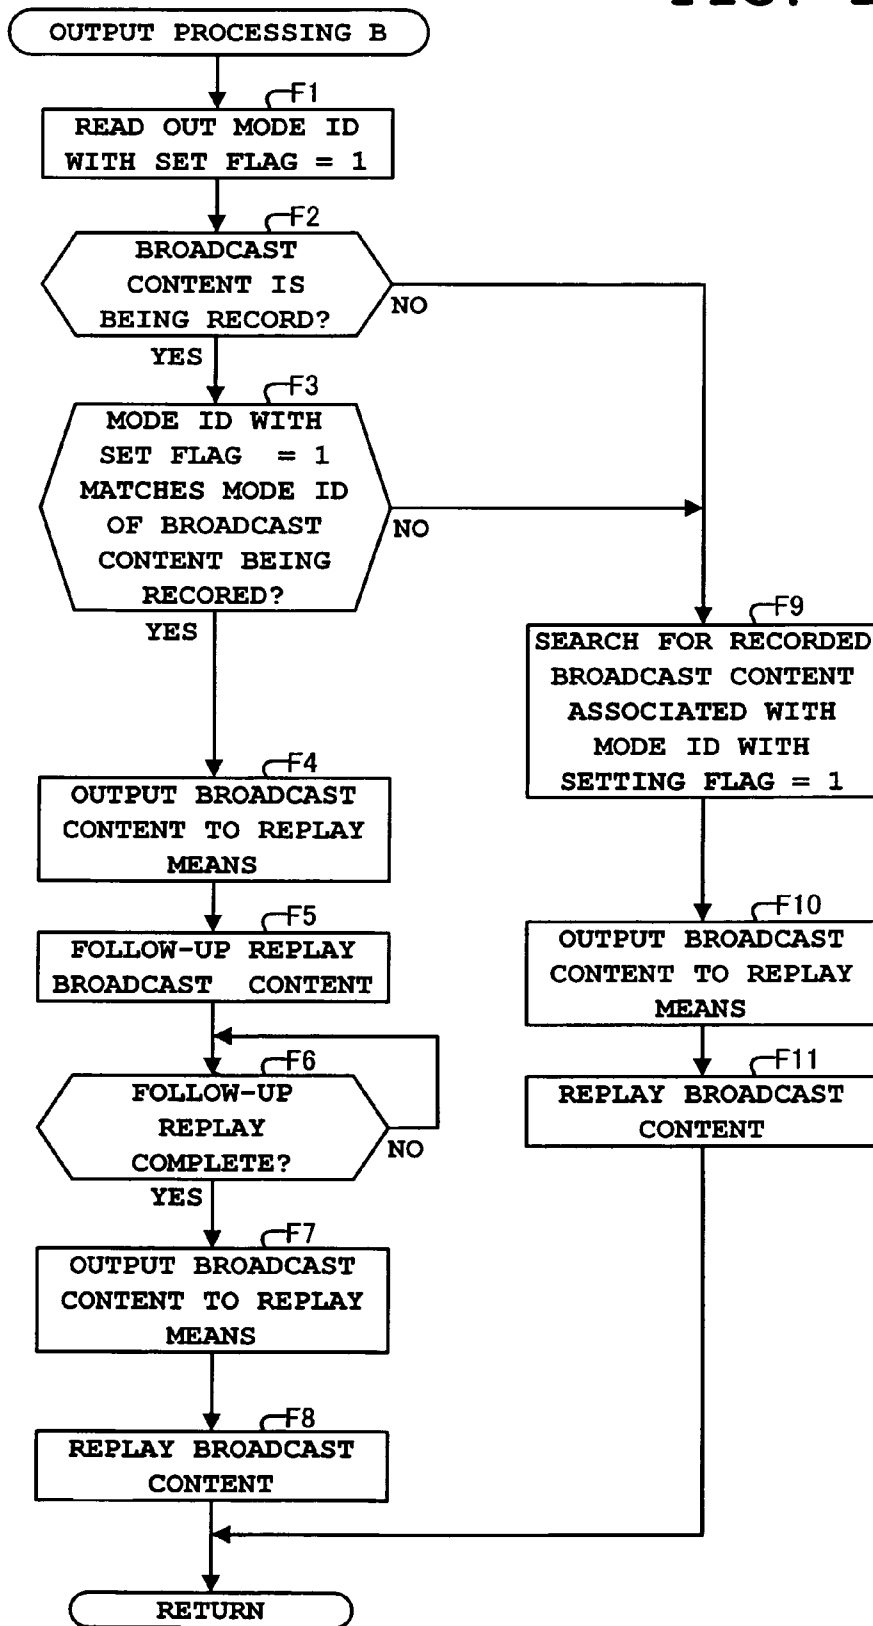 OUTPUT PROCESSING B
F1
READ OUT MODE ID
WITH SET FLAG = 1
F2
BROADCAST
CONTENT IS
BEING RECORD?
NO
YES
F3
MODE ID WITH
SET FLAG = 1
MATCHES MODE ID
OF BROADCAST
CONTENT BEING
RECORED?
NO
YES
F4
OUTPUT BROADCAST
CONTENT TO REPLAY
MEANS
F5
FOLLOW-UP REPLAY
BROADCAST CONTENT
F6
FOLLOW-UP
REPLAY
COMPLETE?
NO
YES
F7
OUTPUT BROADCAST
CONTENT TO REPLAY
MEANS
F8
REPLAY BROADCAST
CONTENT
F9
SEARCH FOR RECORDED
BROADCAST CONTENT
ASSOCIATED WITH
MODE ID WITH
SETTING FLAG = 1
F10
OUTPUT BROADCAST
CONTENT TO REPLAY
MEANS
F11
REPLAY BROADCAST
CONTENT
RETURN